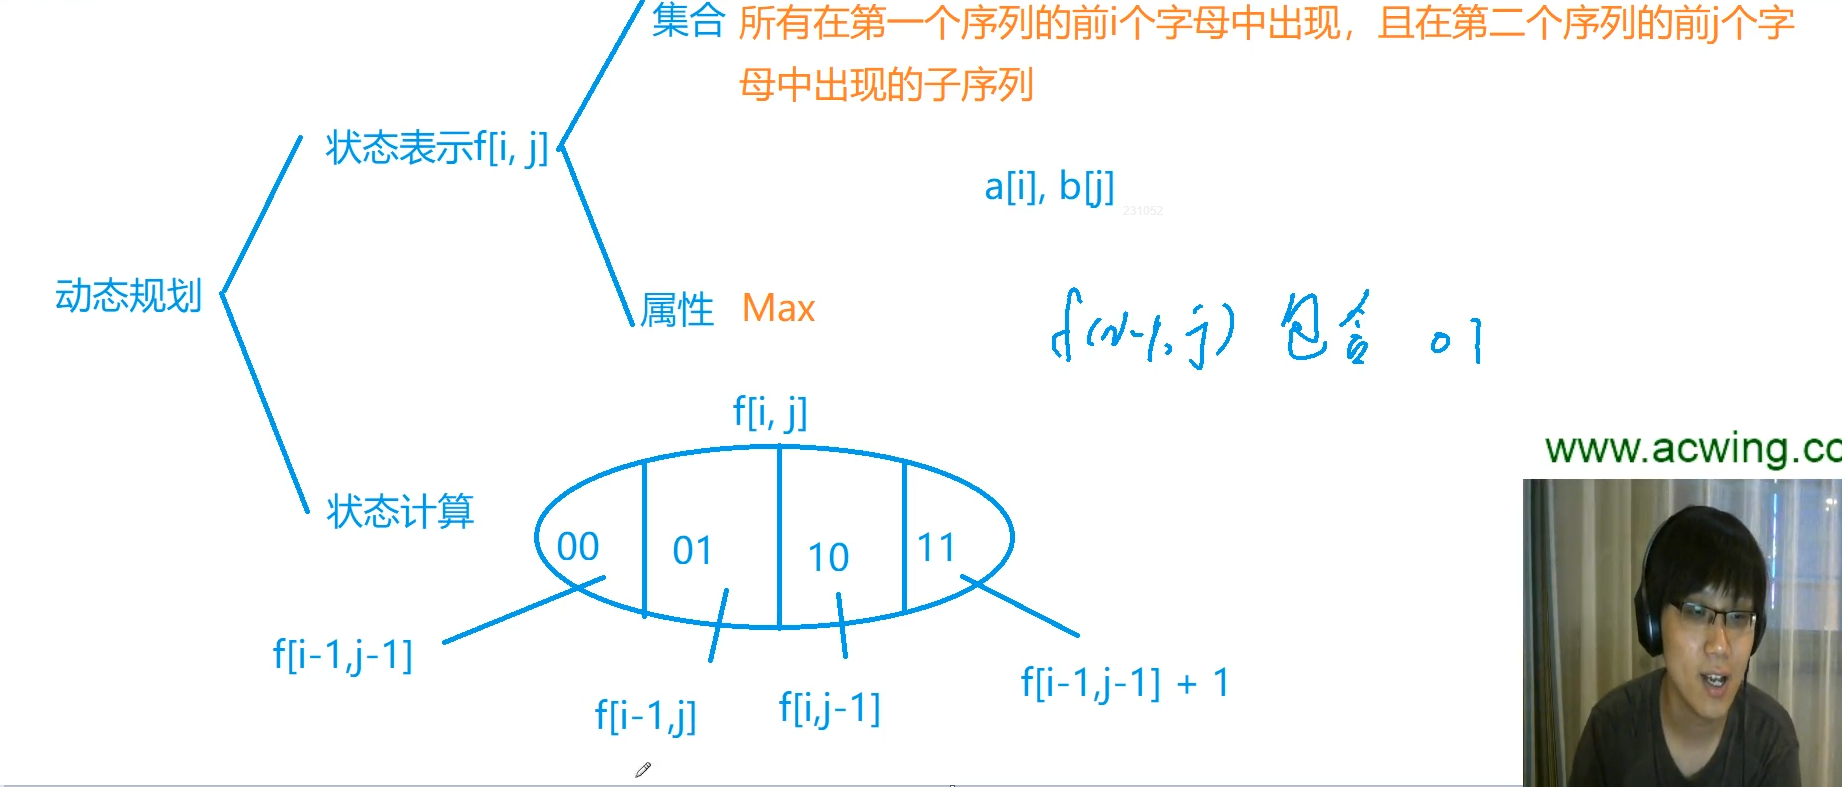 集合 所有在第一个序列的前i个字母中出现，且在第二个序列的前j个字
母中出现的子序列
状态表示f[i, j]
a[i], b[j]
231052
动态规划
属性 Max
f(i-1, j) 包含 01
f[i, j]
www.acwing.co
状态计算
00 01 10 11
f[i-1,j-1]
f[i-1,j]
f[i,j-1]
f[i-1,j-1] + 1